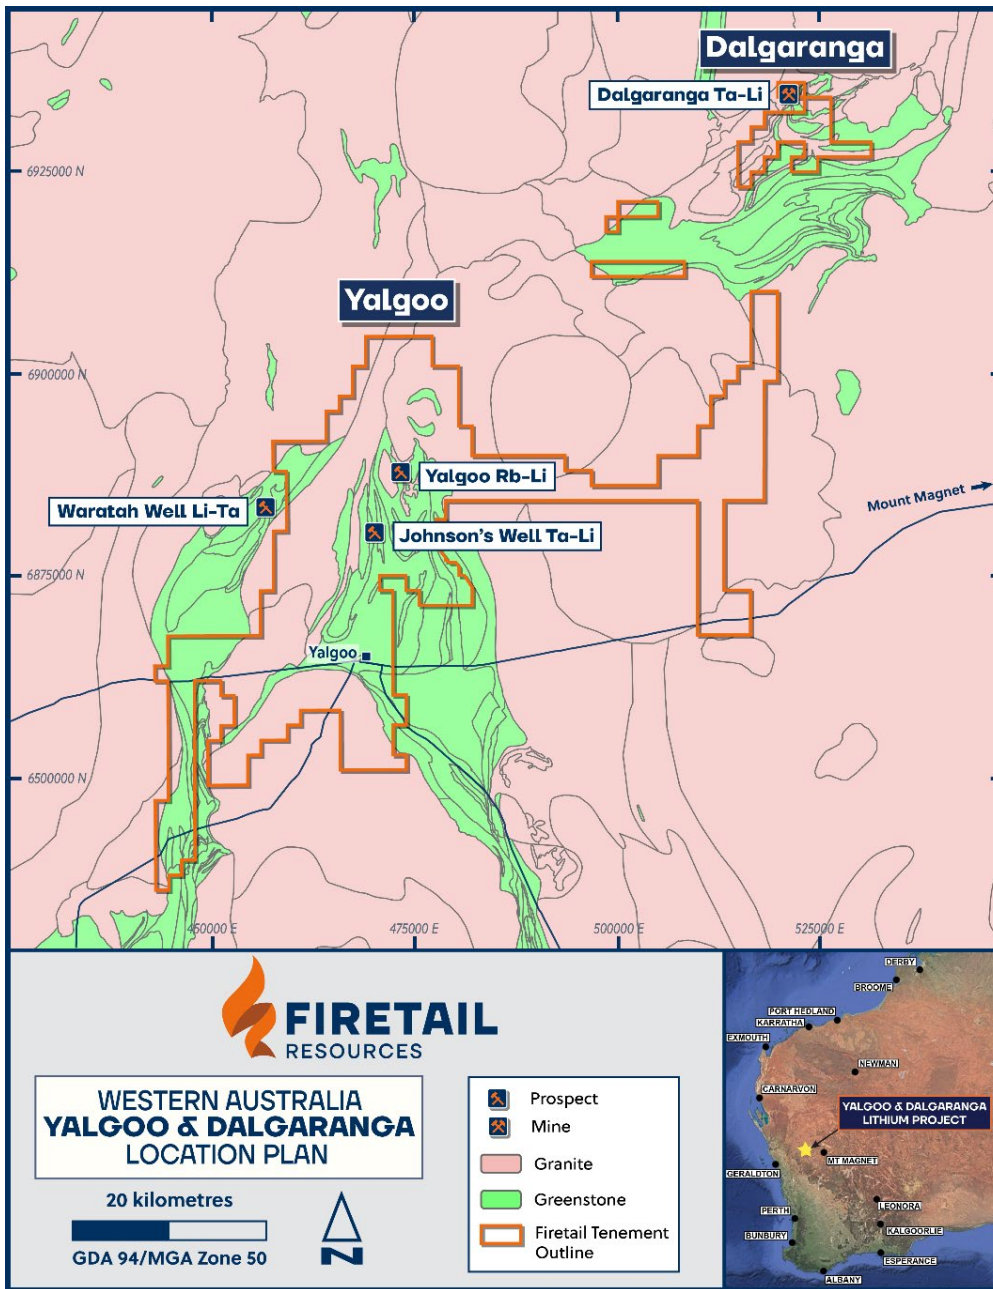 Dalgaranga
Dalgaranga Ta-Li
6925000 N
Yalgoo
6900000 N
Yalgoo Rb-Li
Waratah Well Li-Ta
Mount Magnet
Johnson's Well Ta-Li
6875000 N
Yalgoo
6500000 N
450000 E
475000 E
500000 E
525000 E
FIRETAIL
RESOURCES
WESTERN AUSTRALIA
YALGOO & DALGARANGA
LOCATION PLAN
20 kilometres
GDA 94/MGA Zone 50
N
Prospect
Mine
Granite
Greenstone
Firetail Tenement
Outline
DERBY
BROOME
PORT HEDLAND
KARRATHA
EXMOUTH
NEWMAN
CARNARVON
YALGOO & DALGARANGA
LITHIUM PROJECT
MT MAGNET
GERALDTON
LEONORA
PERTH
KALGOORLIE
BUNBURY
ESPERANCE
ALBANY